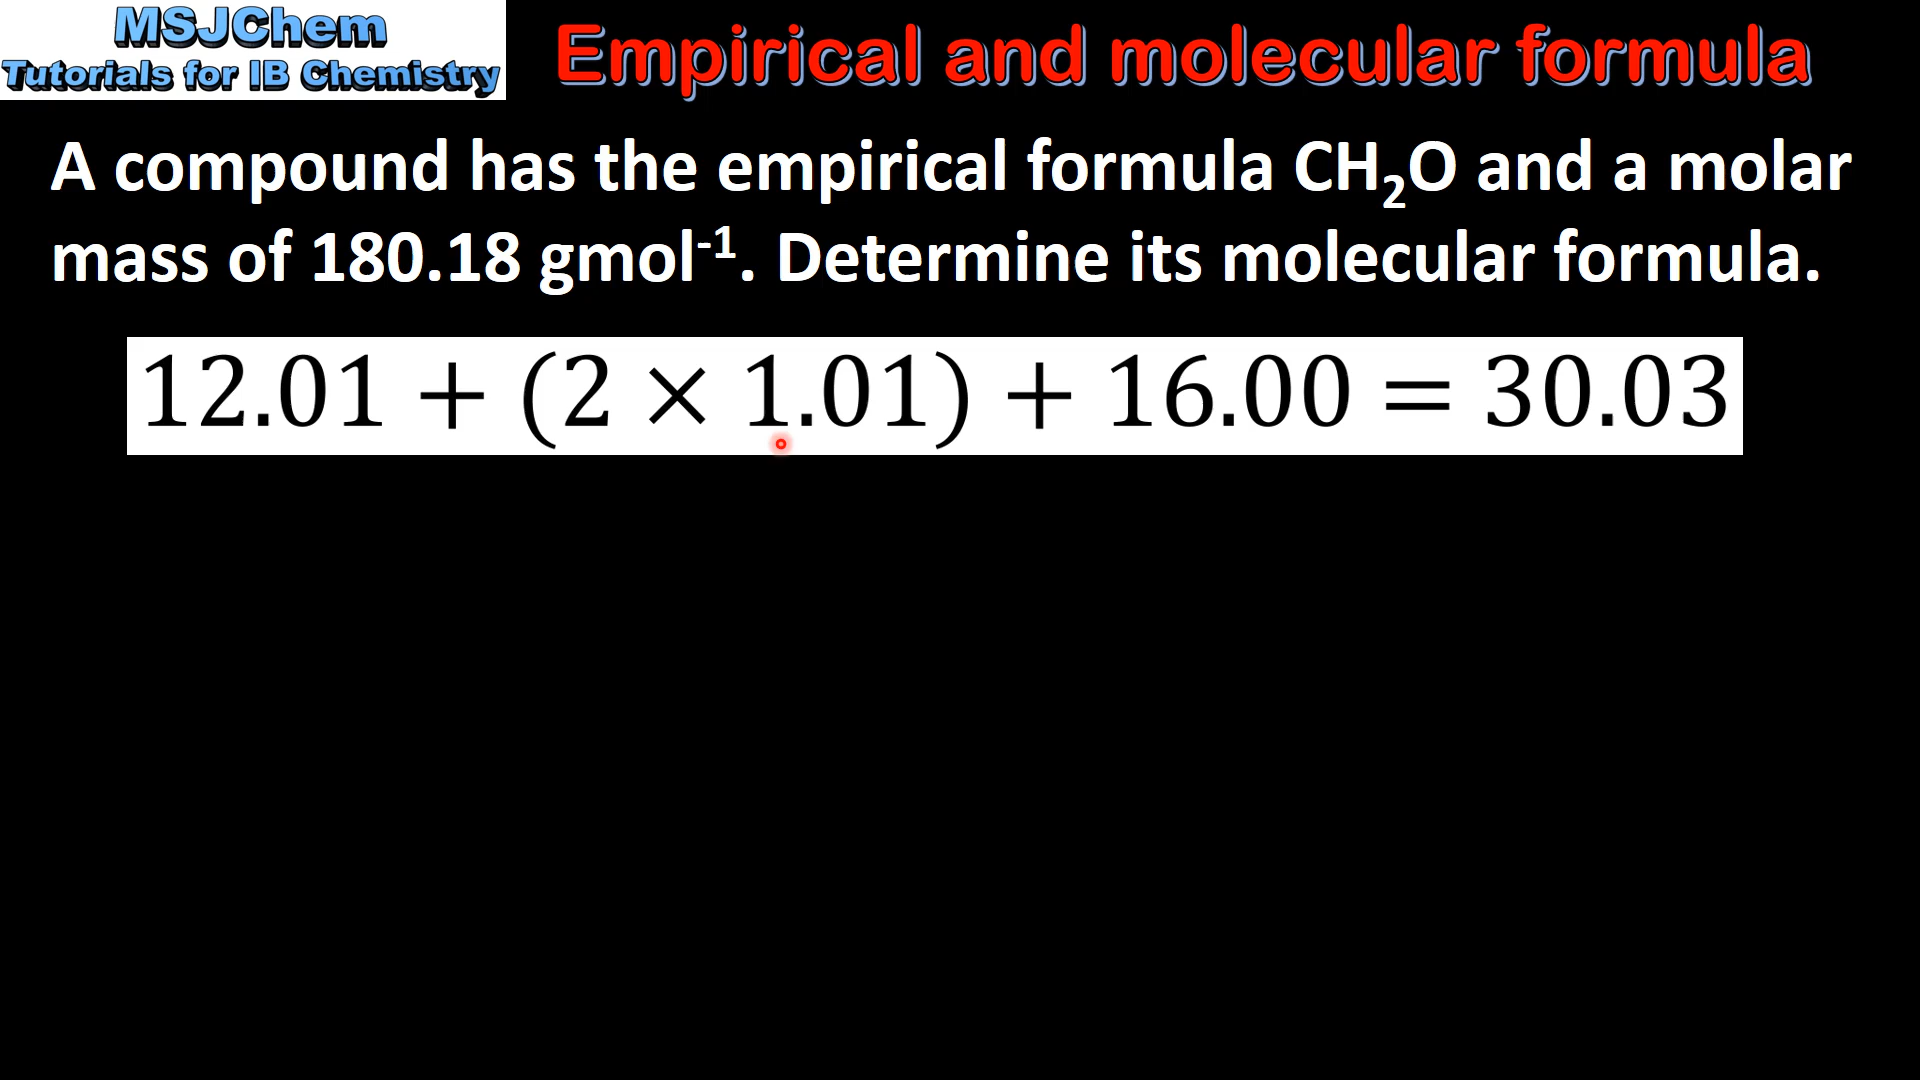 MSJChem
Tutorials for IB Chemistry
Empirical and molecular formula
A compound has the empirical formula CH₂O and a molar
mass of 180.18 gmol⁻¹. Determine its molecular formula.
12.01 + (2 × 1.01) + 16.00 = 30.03